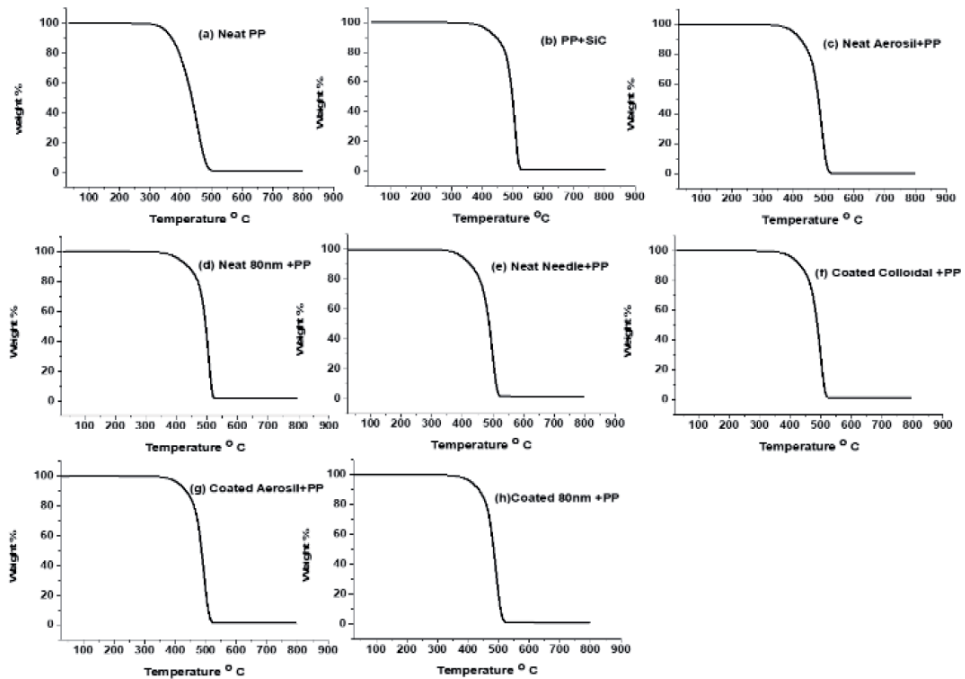 100
80
60
40
20
0
weight %
(a) Neat PP
100 200 300 400 500 600 700 800 900
Temperature ° C
100
80
60
40
20
0
Weight %
(b) PP+SiC
100 200 300 400 500 600 700 800 900
Temperature ° C
100
80
60
40
20
0
Weight %
(c) Neat Aerosil+PP
100 200 300 400 500 600 700 800 900
Temperature ° C
100
80
60
40
20
0
Weight %
(d) Neat 80nm +PP
100 200 300 400 500 600 700 800 900
Temperature ° C
100
80
60
40
20
0
Weight %
(e) Neat Needle+PP
100 200 300 400 500 600 700 800 900
Temperature ° C
100
80
60
40
20
0
Weight %
(f) Coated Colloidal +PP
100 200 300 400 500 600 700 800 900
Temperature ° C
100
80
60
40
20
0
Weight %
(g) Coated Aerosil+PP
100 200 300 400 500 600 700 800 900
Temperature ° C
100
80
60
40
20
0
Weight %
(h)Coated 80nm +PP
100 200 300 400 500 600 700 800 900
Temperature ° C